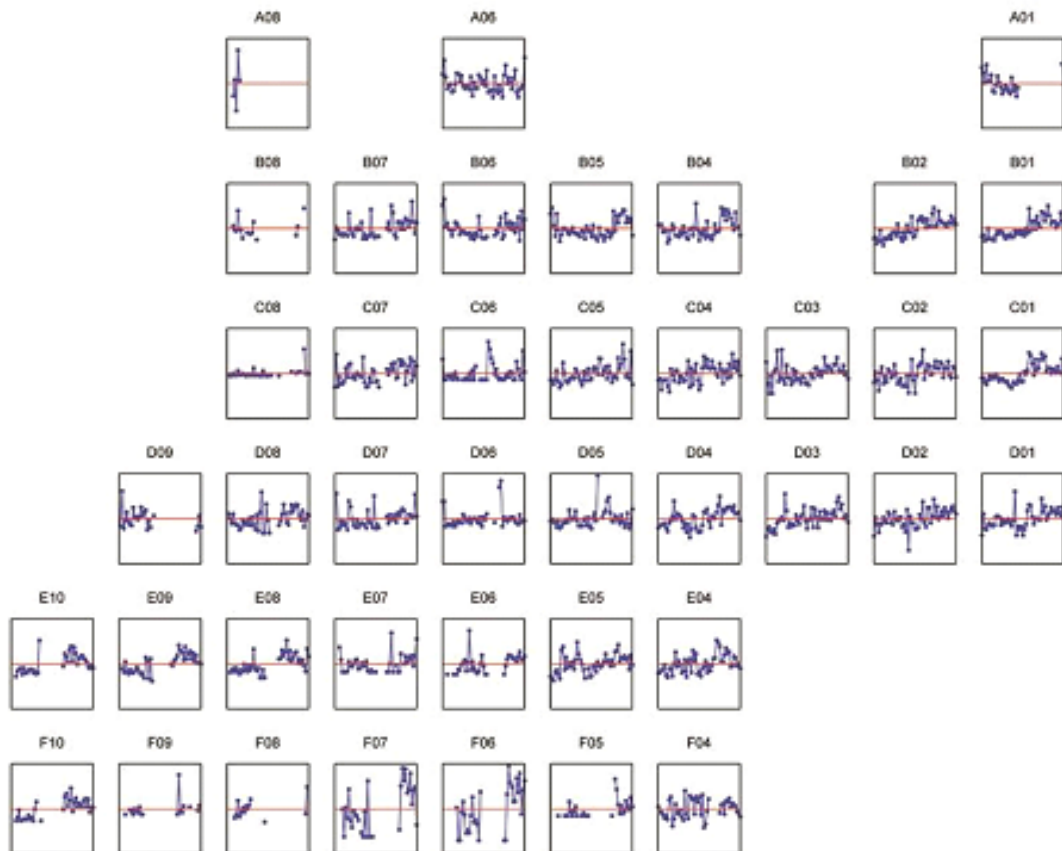 A08 A06 A01
B08 B07 B06 B05 B04 B02 B01
C08 C07 C06 C05 C04 C03 C02 C01
D09 D08 D07 D06 D05 D04 D03 D02 D01
E10 E09 E08 E07 E06 E05 E04
F10 F09 F08 F07 F06 F05 F04